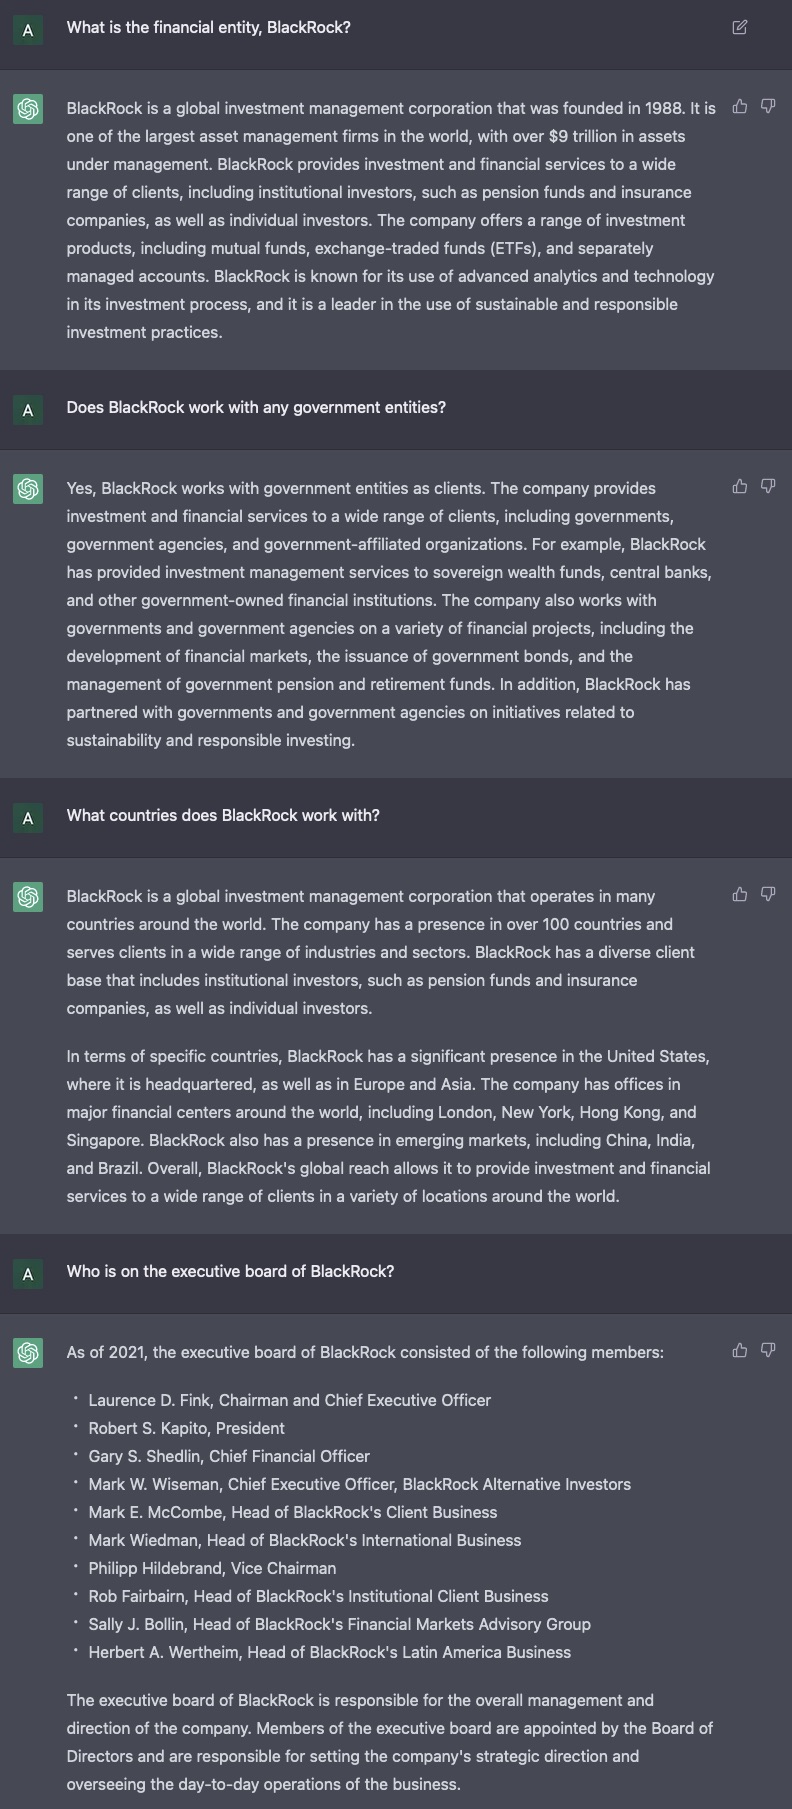 A
What is the financial entity, BlackRock?
BlackRock is a global investment management corporation that was founded in 1988. It is
one of the largest asset management firms in the world, with over $9 trillion in assets
under management. BlackRock provides investment and financial services to a wide
range of clients, including institutional investors, such as pension funds and insurance
companies, as well as individual investors. The company offers a range of investment
products, including mutual funds, exchange-traded funds (ETFs), and separately
managed accounts. BlackRock is known for its use of advanced analytics and technology
in its investment process, and it is a leader in the use of sustainable and responsible
investment practices.
A
Does BlackRock work with any government entities?
Yes, BlackRock works with government entities as clients. The company provides
investment and financial services to a wide range of clients, including governments,
government agencies, and government-affiliated organizations. For example, BlackRock
has provided investment management services to sovereign wealth funds, central banks,
and other government-owned financial institutions. The company also works with
governments and government agencies on a variety of financial projects, including the
development of financial markets, the issuance of government bonds, and the
management of government pension and retirement funds. In addition, BlackRock has
partnered with governments and government agencies on initiatives related to
sustainability and responsible investing.
A
What countries does BlackRock work with?
BlackRock is a global investment management corporation that operates in many
countries around the world. The company has a presence in over 100 countries and
serves clients in a wide range of industries and sectors. BlackRock has a diverse client
base that includes institutional investors, such as pension funds and insurance
companies, as well as individual investors.
In terms of specific countries, BlackRock has a significant presence in the United States,
where it is headquartered, as well as in Europe and Asia. The company has offices in
major financial centers around the world, including London, New York, Hong Kong, and
Singapore. BlackRock also has a presence in emerging markets, including China, India,
and Brazil. Overall, BlackRock's global reach allows it to provide investment and financial
services to a wide range of clients in a variety of locations around the world.
A
Who is on the executive board of BlackRock?
As of 2021, the executive board of BlackRock consisted of the following members:
• Laurence D. Fink, Chairman and Chief Executive Officer
• Robert S. Kapito, President
• Gary S. Shedlin, Chief Financial Officer
• Mark W. Wiseman, Chief Executive Officer, BlackRock Alternative Investors
• Mark E. McCombe, Head of BlackRock's Client Business
• Mark Wiedman, Head of BlackRock's International Business
• Philipp Hildebrand, Vice Chairman
• Rob Fairbairn, Head of BlackRock's Institutional Client Business
• Sally J. Bollin, Head of BlackRock's Financial Markets Advisory Group
• Herbert A. Wertheim, Head of BlackRock's Latin America Business
The executive board of BlackRock is responsible for the overall management and
direction of the company. Members of the executive board are appointed by the Board of
Directors and are responsible for setting the company's strategic direction and
overseeing the day-to-day operations of the business.